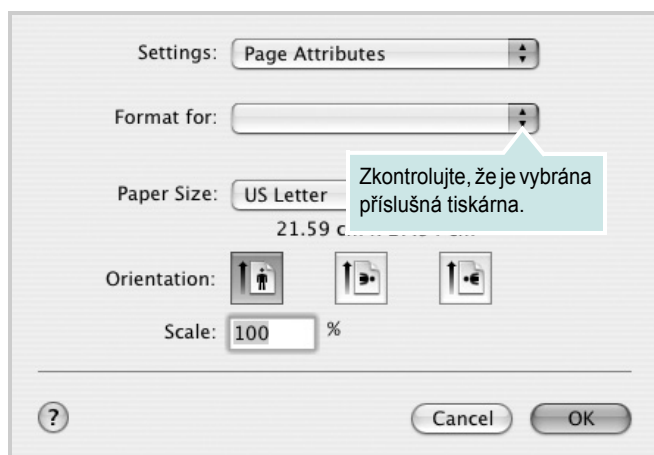 Settings: Page Attributes
Format for:
Paper Size: US Letter
Zkontrolujte, že je vybrána
příslušná tiskárna.
21.59
Orientation:
Scale: 100 %
? Cancel OK